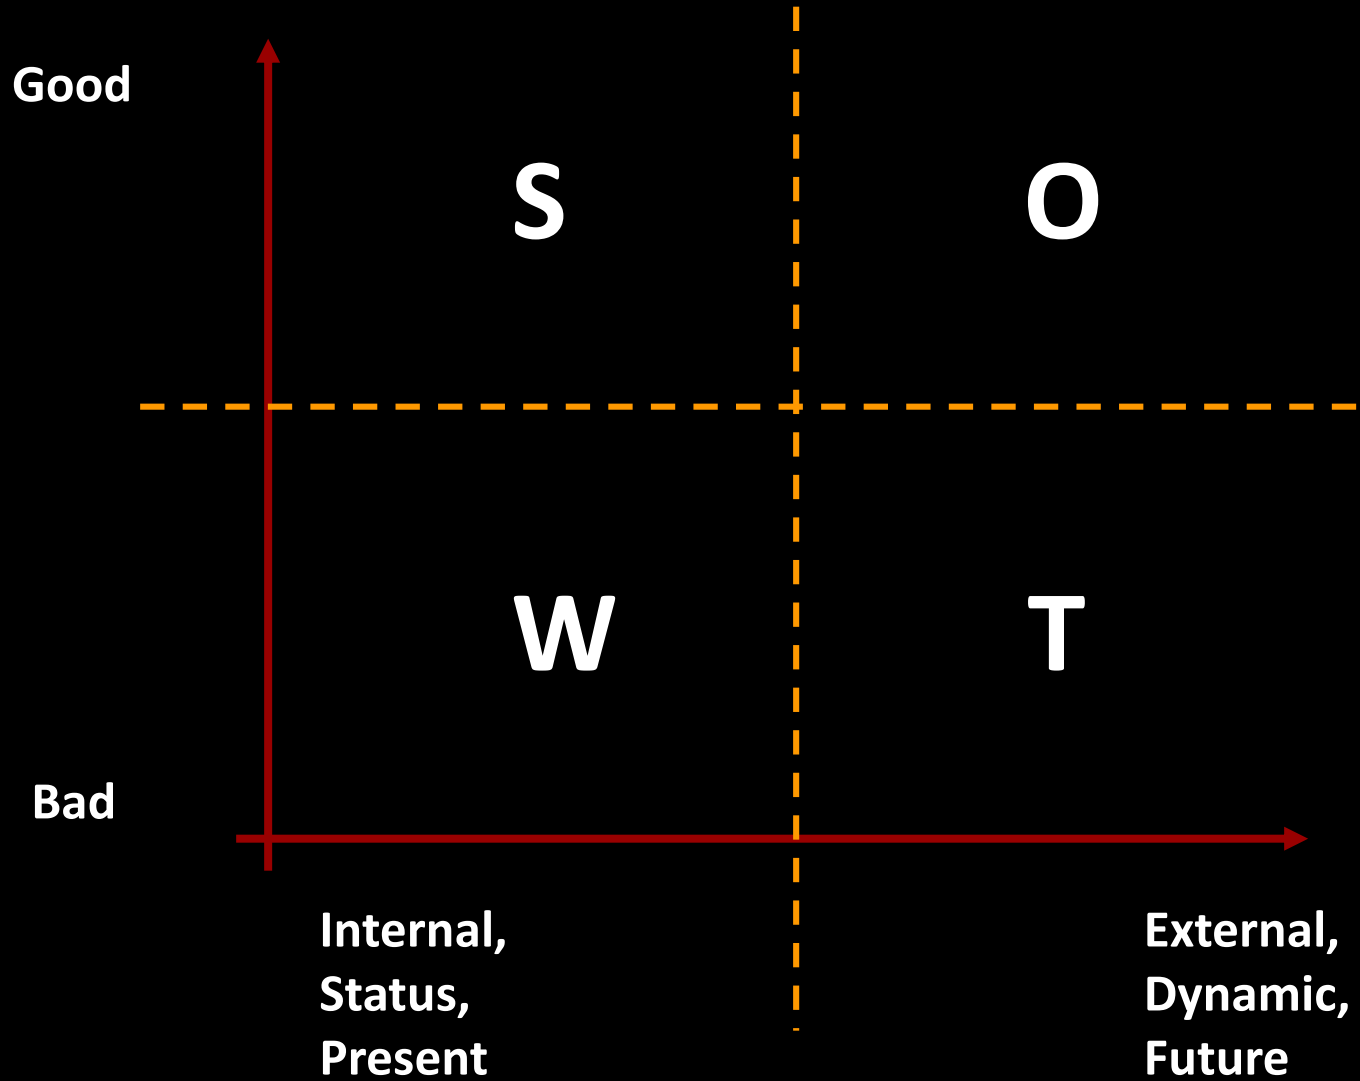 Good
S
O
W
T
Bad
Internal,
Status,
Present
External,
Dynamic,
Future